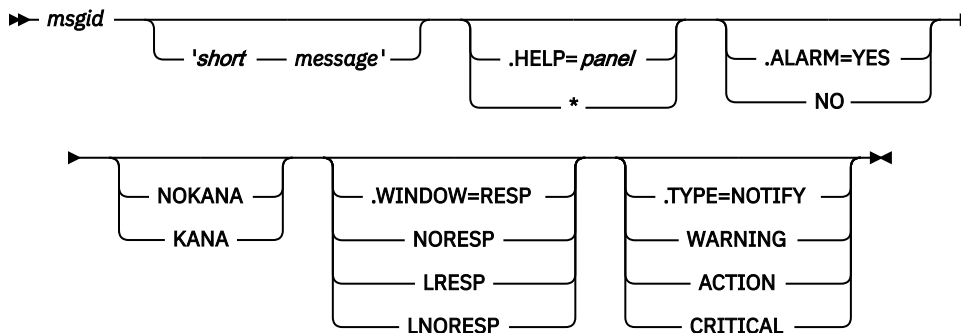 msgid
'short message'
.HELP=panel
*
.ALARM=YES
NO
NOKANA
KANA
.WINDOW=RESP
NORESP
LRESP
LNORESP
.TYPE=NOTIFY
WARNING
ACTION
CRITICAL